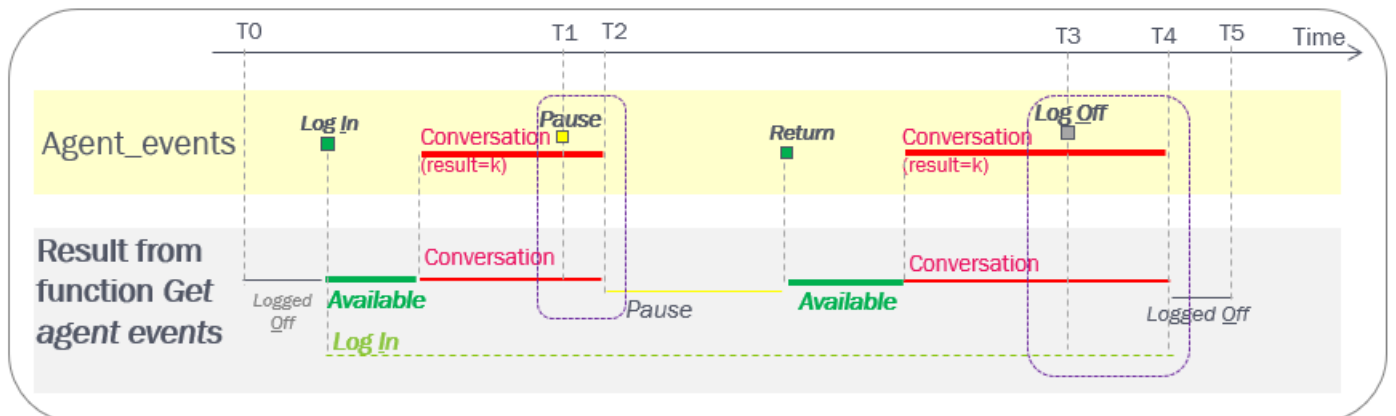 T0 T1 T2 T3 T4 T5 Time
Agent_events
Log In
Conversation
(result=k)
Pause
Return
Conversation
(result=k)
Log Off
Result from
function Get
agent events
Logged
Off
Available
Conversation
Pause
Available
Conversation
Logged Off
Log In